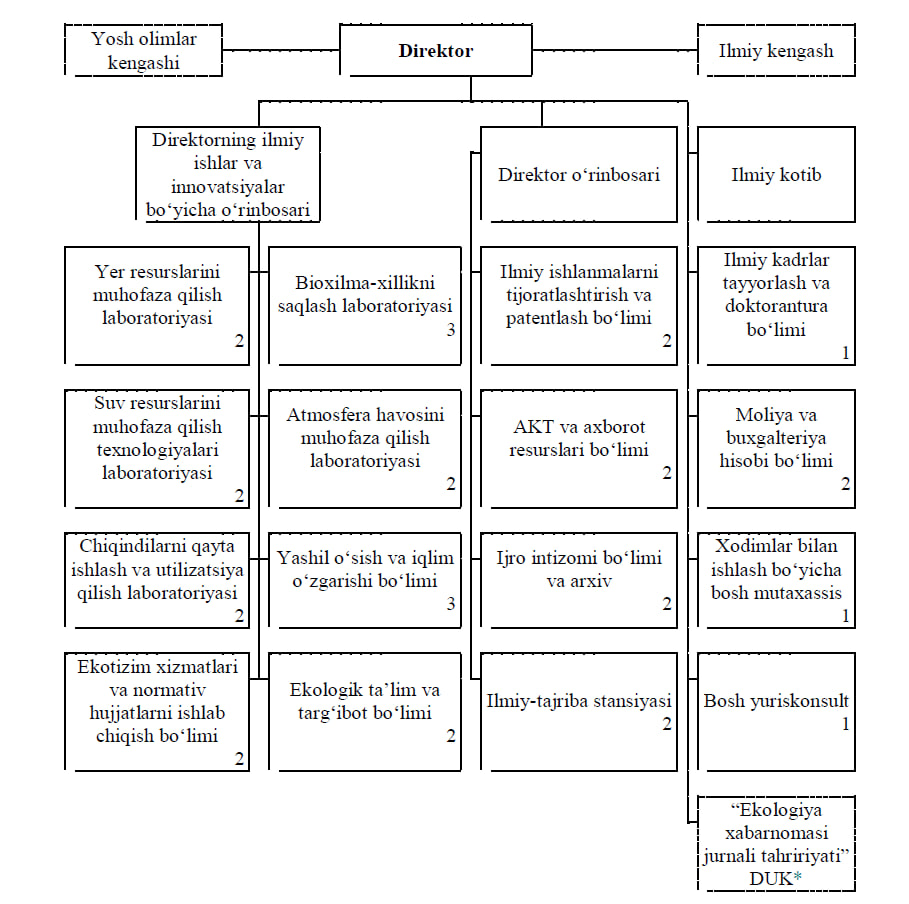 Yosh olimlar
kengashi
Direktor
Ilmiy kengash
Direktorning ilmiy
ishlar va
innovatsiyalar
bo‘yicha o‘rinbosari
Direktor o‘rinbosari
Ilmiy kotib
Yer resurslarini
muhofaza qilish
laboratoriyasi
2
Bioxilma-xillikni
saqlash laboratoriyasi
3
Ilmiy ishlanmalarni
tijoratlashtirish va
patentlash bo‘limi
2
Ilmiy kadrlar
tayyorlash va
doktorantura
bo‘limi
1
Suv resurslarini
muhofaza qilish
texnologiyalari
laboratoriyasi
2
Atmosfera havosini
muhofaza qilish
laboratoriyasi
2
AKT va axborot
resurslari bo‘limi
2
Moliya va
buxgalteriya
hisobi bo‘limi
2
Chiqindilarni qayta
ishlash va utilizatsiya
qilish laboratoriyasi
2
Yashil o‘sish va iqlim
o‘zgarishi bo‘limi
3
Ijro intizomi bo‘limi
va arxiv
2
Xodimlar bilan
ishlash bo‘yicha
bosh mutaxassis
1
Ekotizim xizmatlari
va normativ
hujjatlarni ishlab
chiqish bo‘limi
2
Ekologik ta’lim va
targ‘ibot bo‘limi
2
Ilmiy-tajriba stansiyasi
2
Bosh yuriskonsult
1
“Ekologiya
xabarnomasi
jurnali tahririyati”
DUK*